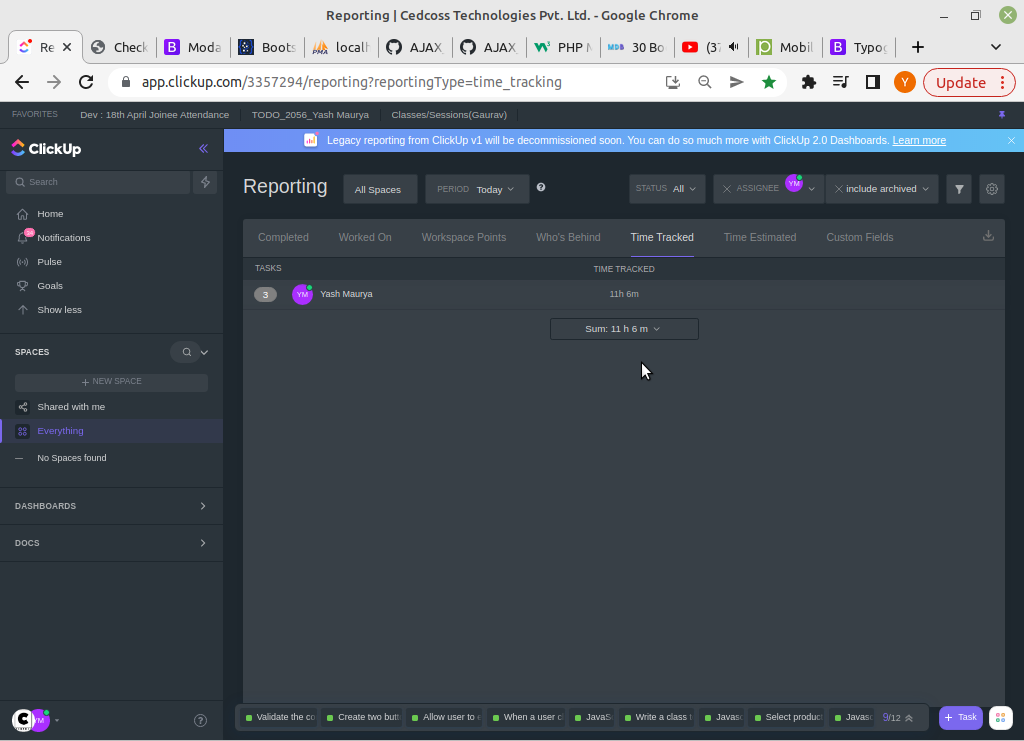 Reporting | Cedcoss Technologies Pvt. Ltd. - Google Chrome
Re Check Moda Boots PMA local AJAX AJAX PHP MDB 30 Bo (37 Mobil Typo
app.clickup.com/3357294/reporting?reportingType=time_tracking Y Update
FAVORITES Dev : 18th April Joinee Attendance TODO_2056_Yash Maurya Classes/Sessions(Gaurav)
Legacy reporting from ClickUp v1 will be decommissioned soon. You can do so much more with ClickUp 2.0 Dashboards. Learn more
ClickUp
Search
Home
Notifications
Pulse
Goals
Show less
SPACES
+ NEW SPACE
Shared with me
Everything
No Spaces found
DASHBOARDS
DOCS
YM
Reporting All Spaces PERIOD Today STATUS All ASSIGNEE YM include archived
Completed Worked On Workspace Points Who's Behind Time Tracked Time Estimated Custom Fields
TASKS TIME TRACKED
3 YM Yash Maurya 11h 6m
Sum: 11 h 6 m
Validate the co Create two butt Allow user to When a user c JavaS Write a class Javas Select product Javas 9/12 + Task